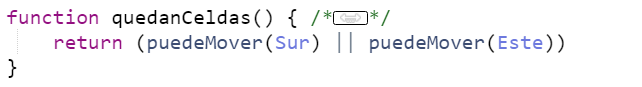 function quedanCeldas() { /**/
return (puedeMover(Sur) || puedeMover(Este))
}